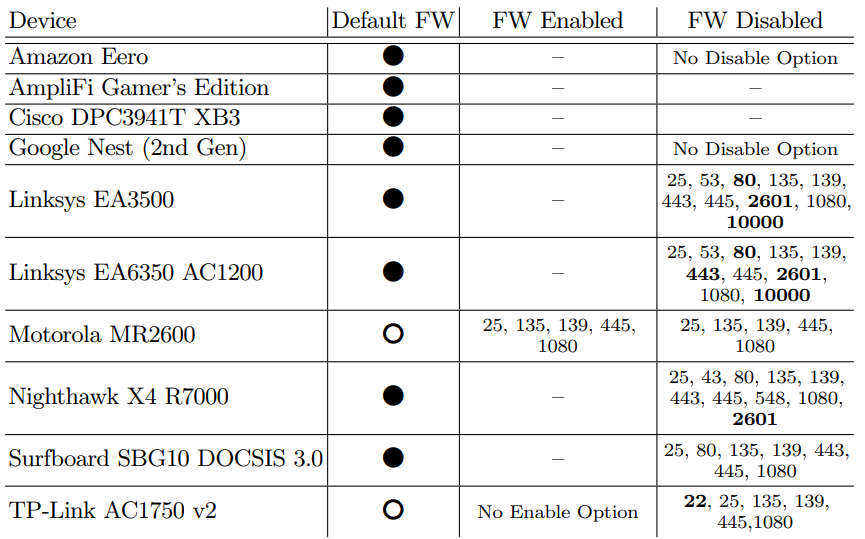 Device Default FW FW Enabled FW Disabled
Amazon Eero ● – No Disable Option
AmpliFi Gamer's Edition ● – –
Cisco DPC3941T XB3 ● – –
Google Nest (2nd Gen) ● – No Disable Option
Linksys EA3500 ● – 25, 53, 80, 135, 139,
443, 445, 2601, 1080,
10000
Linksys EA6350 AC1200 ● – 25, 53, 80, 135, 139,
443, 445, 2601,
1080, 10000
Motorola MR2600 ○ 25, 135, 139, 445, 25, 135, 139, 445,
1080 1080
Nighthawk X4 R7000 ● – 25, 43, 80, 135, 139,
443, 445, 548, 1080,
2601
Surfboard SBG10 DOCSIS 3.0 ● – 25, 80, 135, 139, 443,
445, 1080
TP-Link AC1750 v2 ○ No Enable Option 22, 25, 135, 139,
445,1080